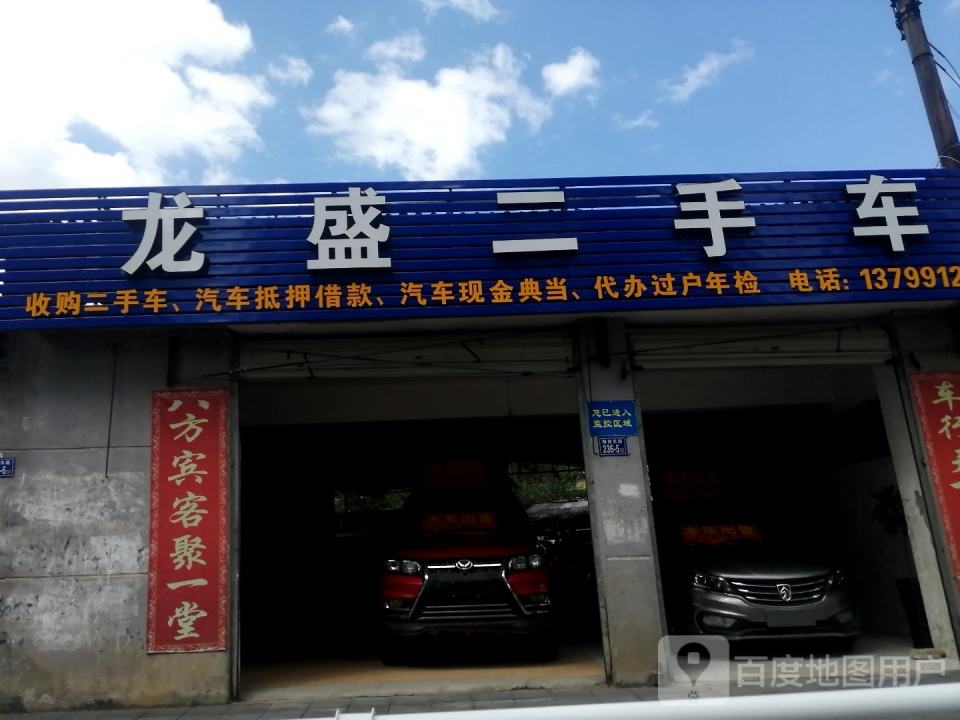 龙盛二手车
收购二手车、汽车抵押借款、汽车现金典当、代办过户年检 电话: 1379912
八方宾客聚一堂
您已进入
监控区域
236-5
本车出售
本车出售
车行
百度地图用户